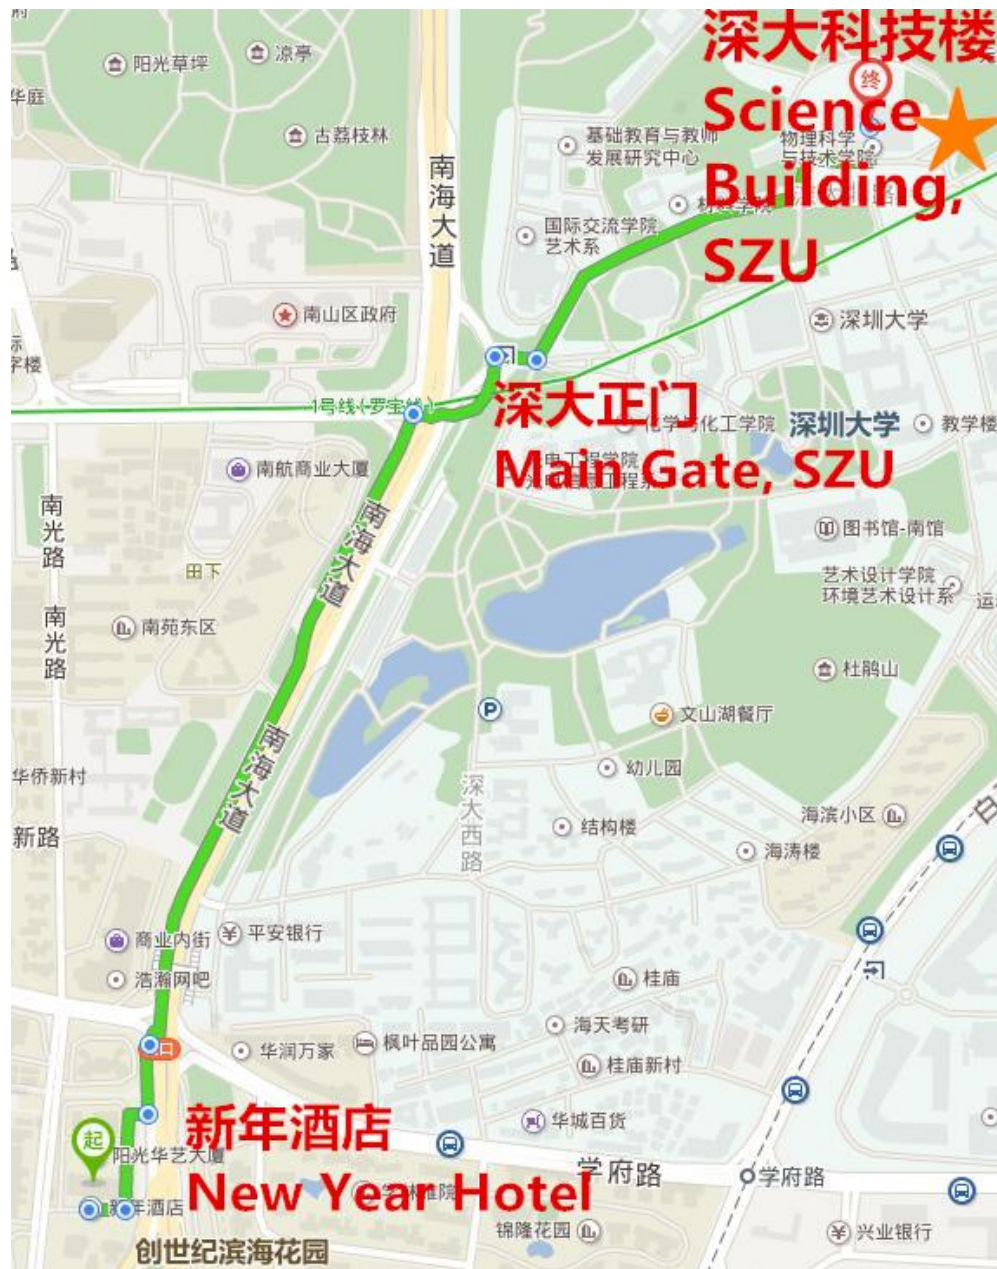 阳光草坪
凉亭
华庭
古荔枝林
深大科技楼
终
Science
Building,
SZU
基础教育与教师
发展研究中心
物理科学
与技术学院
南海大道
国际交流学院
艺术系
南山区政府
深圳大学
字楼
1号线(罗宝线)
深大正门
Main Gate, SZU
化学与化工学院
深圳大学
教学楼
南航商业大厦
南光路
南海大道
图书馆-南馆
田下
艺术设计学院
环境艺术设计系
南光路
南苑东区
杜鹃山
P
文山湖餐厅
南海大道
华侨新村
幼儿园
深大西路
海滨小区
新路
结构楼
海涛楼
商业内街
平安银行
浩瀚网吧
桂庙
海天考研
华润万家
枫叶品园公寓
桂庙新村
新年酒店
New Year Hotel
华城百货
起
阳光华艺大厦
学府路
学府路
年酒店
锦隆花园
兴业银行
创世纪滨海花园